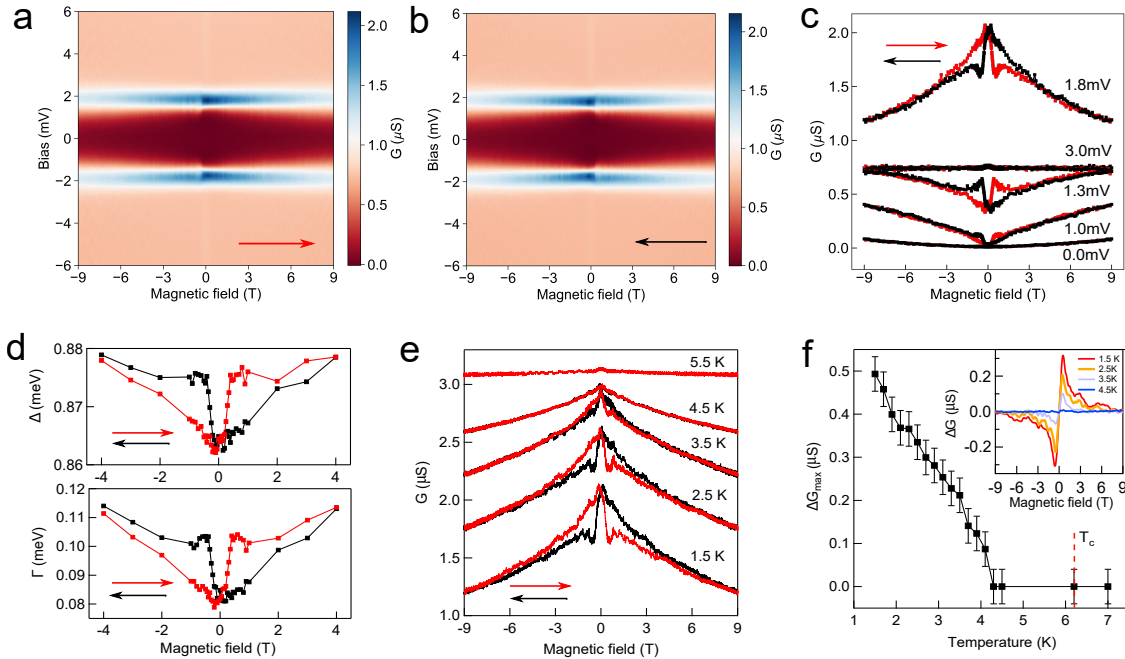 a
6
4
2
0
−2
−4
−6
Bias (mV)
−9 −6 −3 0 3 6 9
Magnetic field (T)
2.0
1.5
1.0
0.5
0.0
G (μS)
b
6
4
2
0
−2
−4
−6
Bias (mV)
−9 −6 −3 0 3 6 9
Magnetic field (T)
2.0
1.5
1.0
0.5
0.0
G (μS)
c
2.0
1.5
1.0
0.5
0.0
G (μS)
1.8mV
3.0mV
1.3mV
1.0mV
0.0mV
−9 −6 −3 0 3 6 9
Magnetic field (T)
d
0.88
0.87
0.86
Δ (meV)
-4 -2 0 2 4
0.12
0.11
0.10
0.09
0.08
Γ (meV)
-4 -2 0 2 4
Magnetic field (T)
e
3.0
2.5
2.0
1.5
1.0
G (μS)
5.5 K
4.5 K
3.5 K
2.5 K
1.5 K
-9 -6 -3 0 3 6 9
Magnetic field (T)
f
0.5
0.4
0.3
0.2
0.1
0.0
ΔGmax (μS)
Tc
1 2 3 4 5 6 7
Temperature (K)
0.2
0.0
-0.2
ΔG (μS)
1.5 K
2.5 K
3.5 K
4.5 K
-9 -6 -3 0 3 6 9
Magnetic field (T)